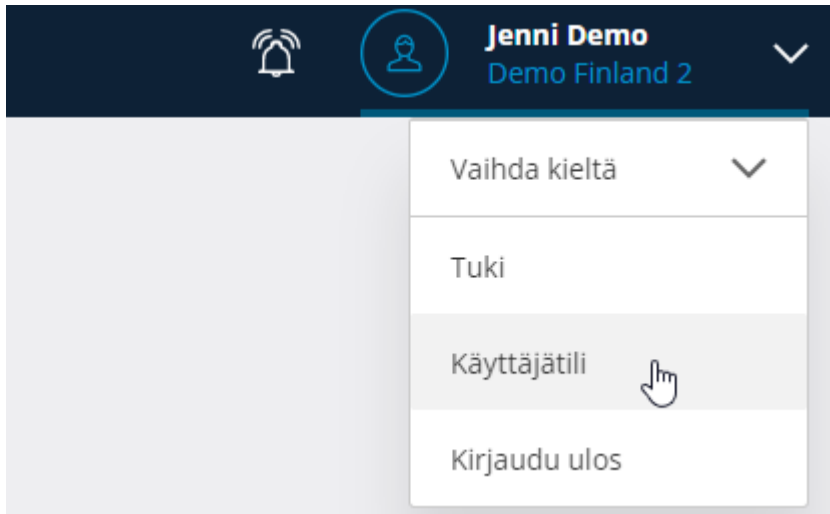 Jenni Demo
Demo Finland 2
Vaihda kieltä
Tuki
Käyttäjätili
Kirjaudu ulos